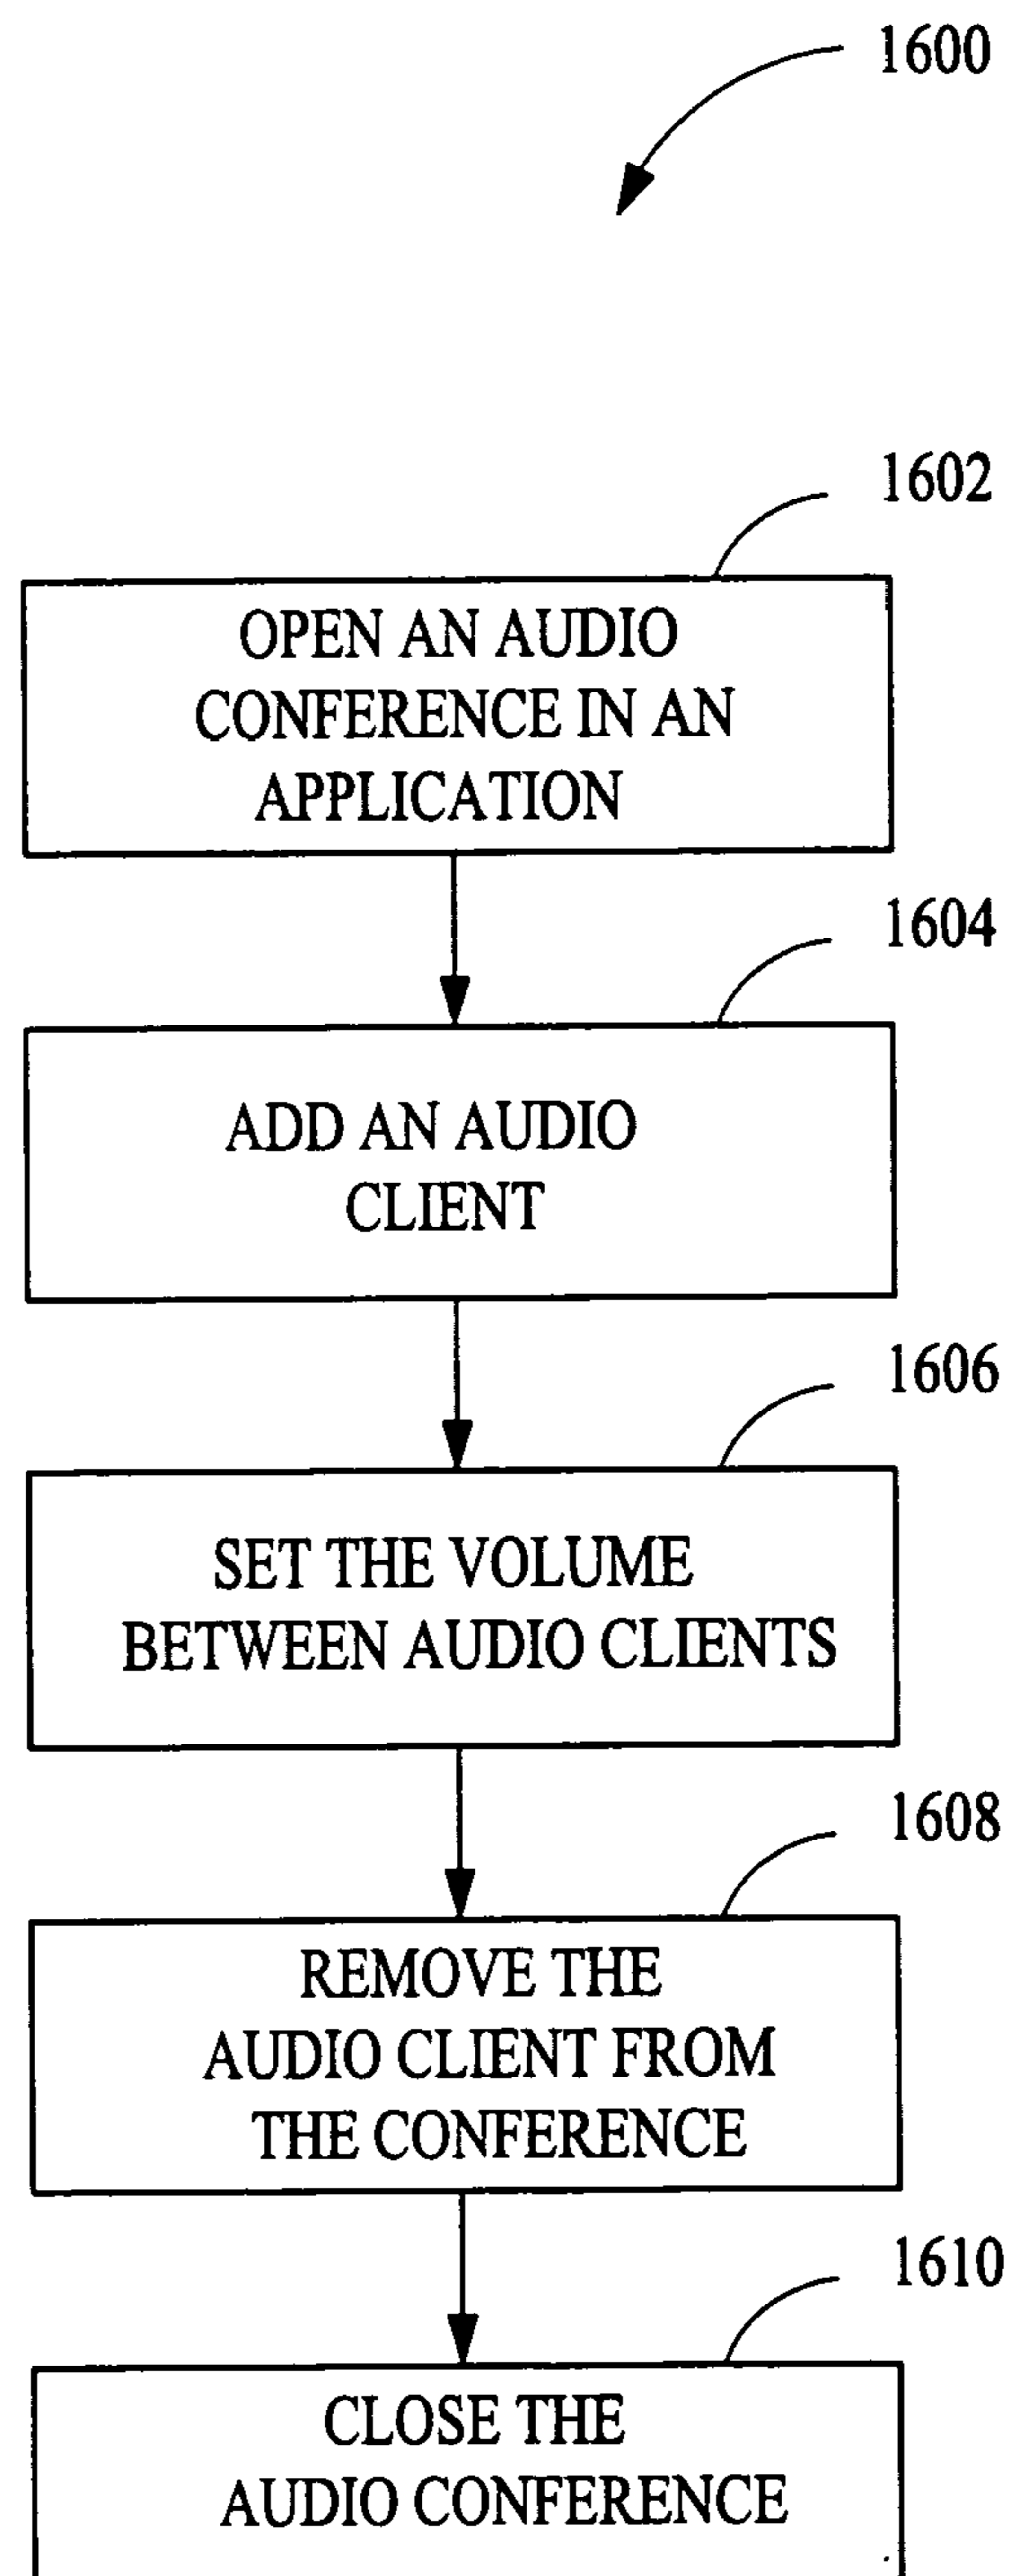 1600
1602
OPEN AN AUDIO
CONFERENCE IN AN
APPLICATION
1604
ADD AN AUDIO
CLIENT
1606
SET THE VOLUME
BETWEEN AUDIO CLIENTS
1608
REMOVE THE
AUDIO CLIENT FROM
THE CONFERENCE
1610
CLOSE THE
AUDIO CONFERENCE